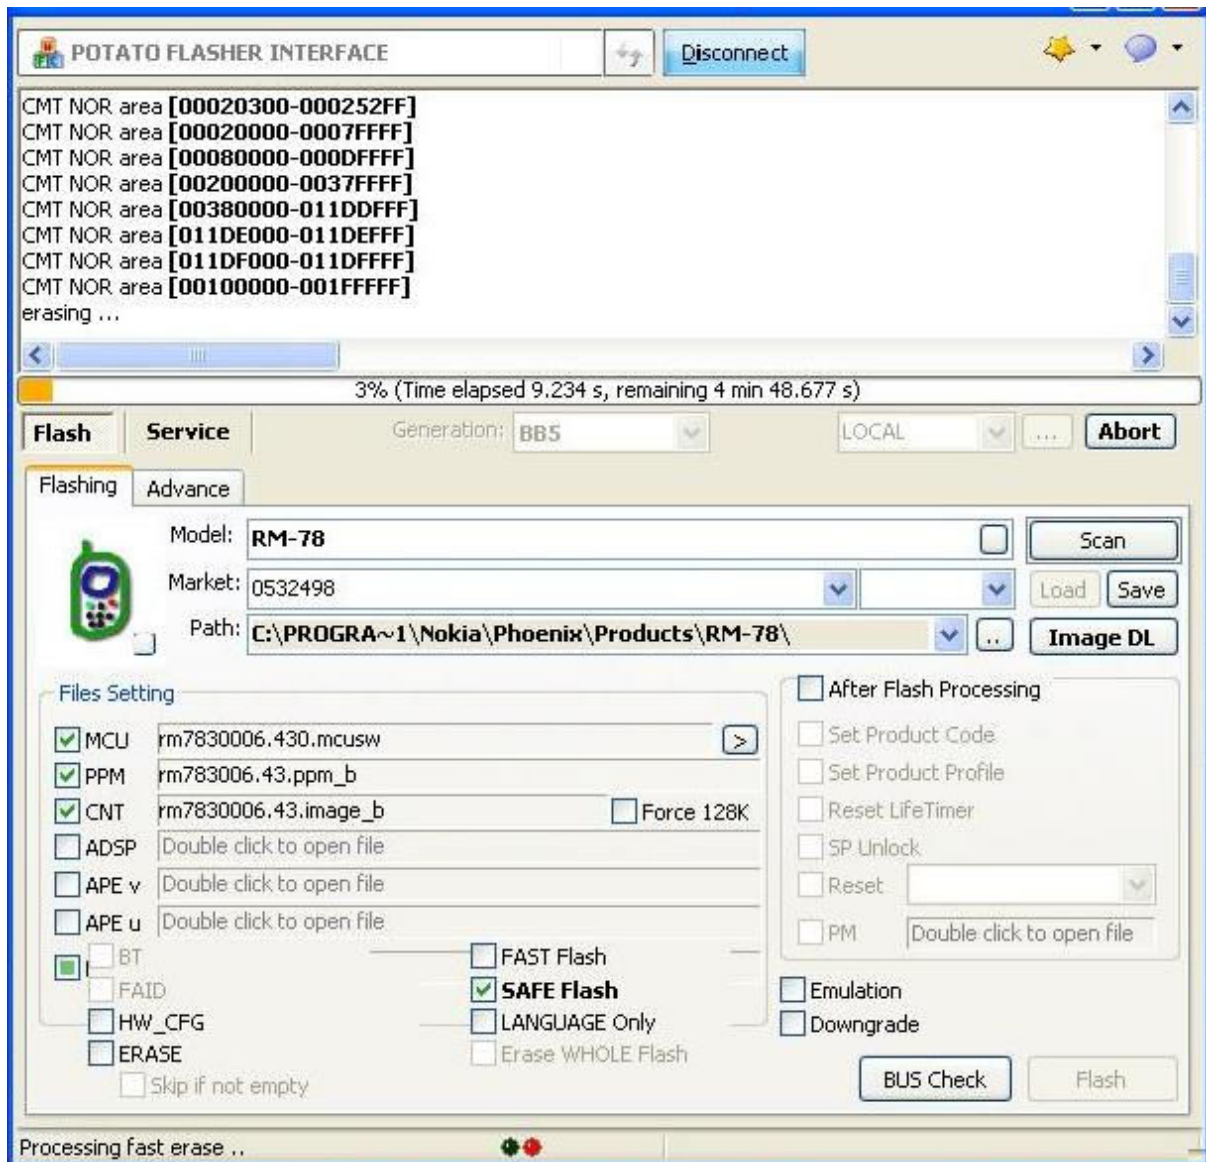 POTATO FLASHER INTERFACE Disconnect
CMT NOR area [00020300-000252FF]
CMT NOR area [00020000-0007FFFF]
CMT NOR area [00080000-000DFFFF]
CMT NOR area [00200000-0037FFFF]
CMT NOR area [00380000-011DDFFF]
CMT NOR area [011DE000-011DEFFF]
CMT NOR area [011DF000-011DFFFF]
CMT NOR area [00100000-001FFFFF]
erasing ...
3% (Time elapsed 9.234 s, remaining 4 min 48.677 s)
Flash Service Generation: BB5 LOCAL ... Abort
Flashing Advance
Model: RM-78 Scan
Market: 0532498 Load Save
Path: C:\PROGRA~1\Nokia\Phoenix\Products\RM-78\ .. Image DL
Files Setting
MCU rm7830006.430.mcusw >
PPM rm783006.43.ppm_b
CNT rm7830006.43.image_b Force 128K
ADSP Double click to open file
APE v Double click to open file
APE u Double click to open file
BT FAST Flash
FAID SAFE Flash
HW_CFG LANGUAGE Only
ERASE Erase WHOLE Flash
Skip if not empty
After Flash Processing
Set Product Code
Set Product Profile
Reset LifeTimer
SP Unlock
Reset
PM Double click to open file
Emulation
Downgrade
BUS Check Flash
Processing fast erase ..